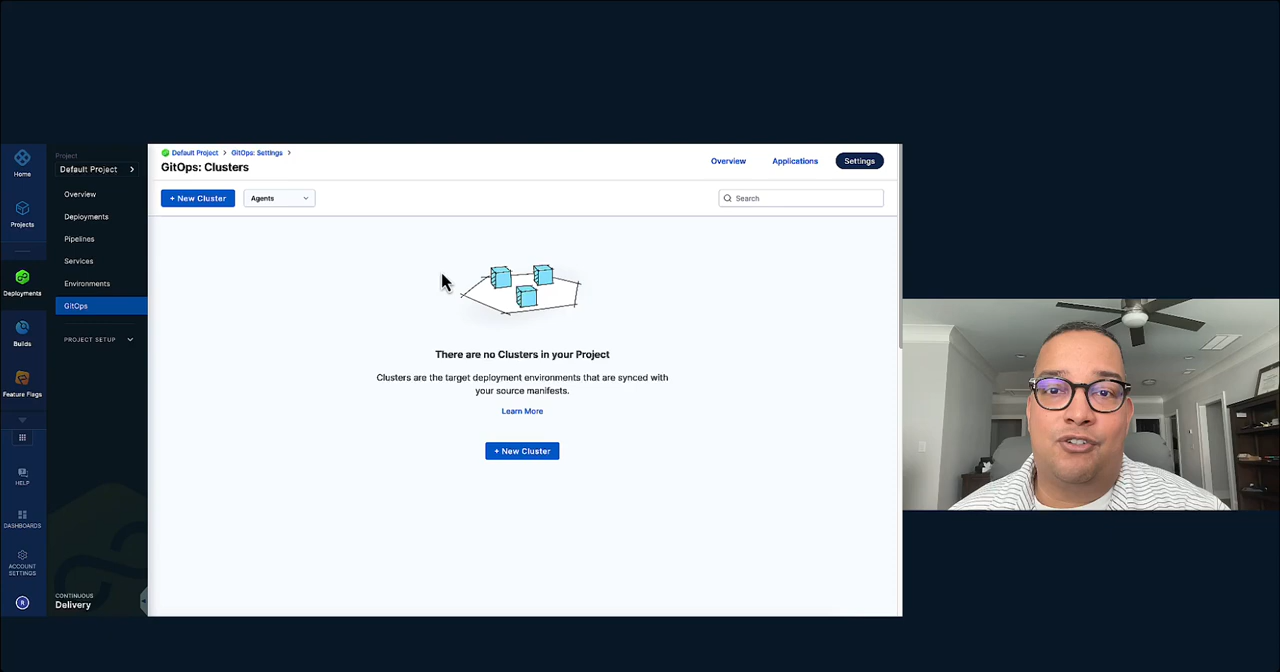 Home
Projects
Deployments
Builds
Feature Flags
HELP
DASHBOARDS
ACCOUNT
SETTINGS
R
Project
Default Project
Overview
Deployments
Pipelines
Services
Environments
GitOps
PROJECT SETUP
CONTINUOUS
Delivery
Default Project > GitOps: Settings >
GitOps: Clusters
Overview
Applications
Settings
+ New Cluster
Agents
Search
There are no Clusters in your Project
Clusters are the target deployment environments that are synced with
your source manifests.
Learn More
+ New Cluster